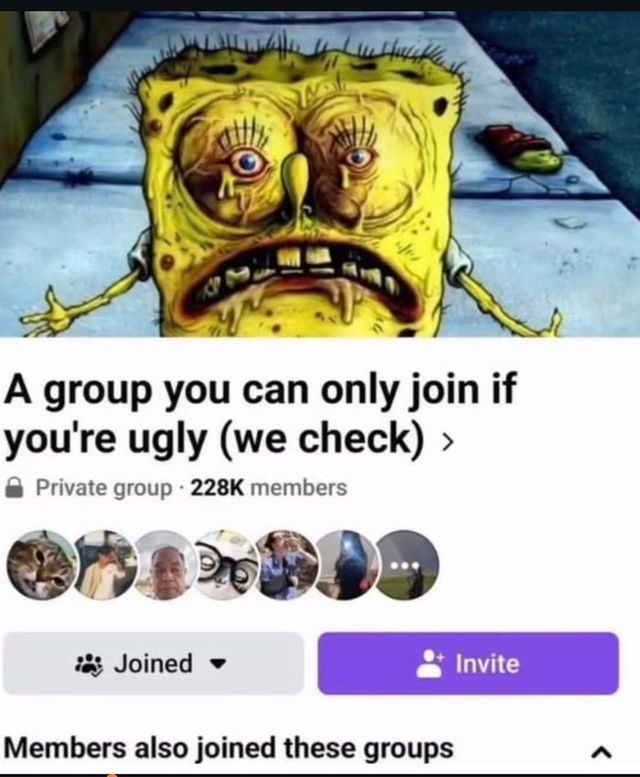 A group you can only join if
you're ugly (we check) >
Private group · 228K members
Joined
Invite
Members also joined these groups